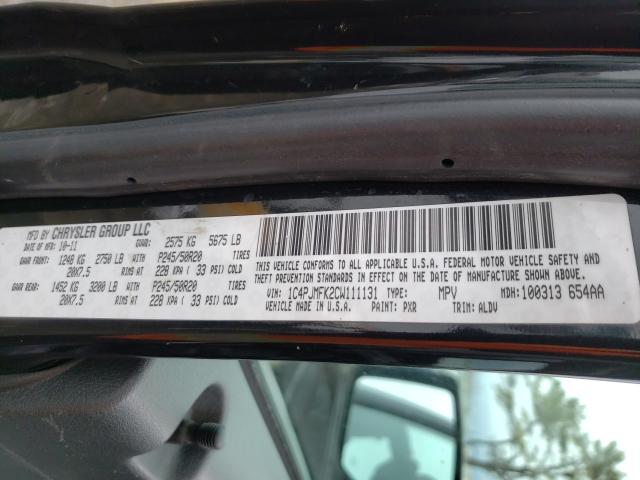 MFD BY CHRYSLER GROUP LLC
DATE OF MFD: 10-11 GVWR: 2575 KG 5675 LB
GAWR FRONT: 1248 KG 2750 LB WITH P245/50R20 TIRES
20X7.5 RIMS AT 228 KPA ( 33 PSI) COLD
GAWR REAR: 1452 KG 3200 LB WITH P245/50R20 TIRES
20X7.5 RIMS AT 228 KPA ( 33 PSI) COLD
THIS VEHICLE CONFORMS TO ALL APPLICABLE U.S.A. FEDERAL MOTOR VEHICLE SAFETY AND
THEFT PREVENTION STANDARDS IN EFFECT ON THE DATE OF MANUFACTURE SHOWN ABOVE.
VIN: 1C4PJMFK2CW111131 TYPE: MPV MDH: 100313 654AA
VEHICLE MADE IN U.S.A. PAINT: PXR TRIM: ALDV